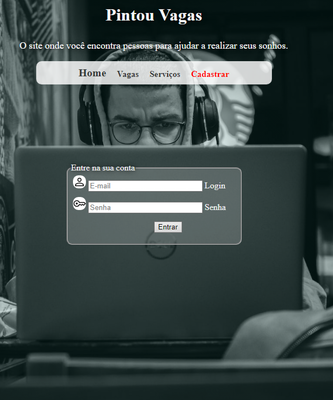 Pintou Vagas
O site onde você encontra pessoas para ajudar a realizar seus sonhos.
Home Vagas Serviços Cadastrar
Entre na sua conta
E-mail Login
Senha Senha
Entrar